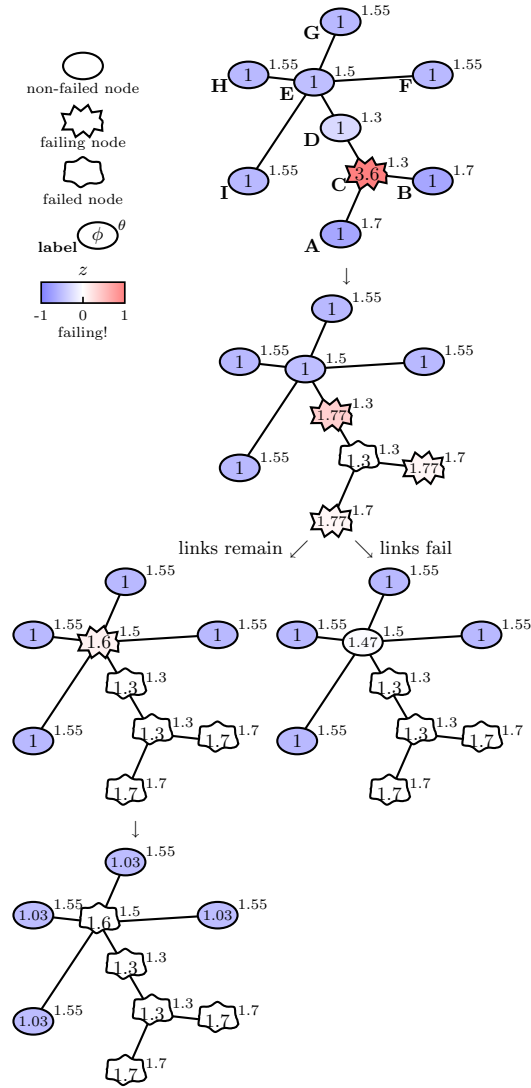 G 1 1.55
H 1 1.55
E 1 1.5
F 1 1.55
non-failed node
D 1 1.3
failing node
C 3.6 1.3
B 1 1.7
I 1 1.55
failed node
A 1 1.7
label ϕ θ
z
-1 0 1
failing!
↓
1 1.55
1 1.55
1 1.5
1 1.55
1.77 1.3
1.3 1.3
1.77 1.7
1 1.55
1.77 1.7
links remain
links fail
1 1.55
1 1.55
1.6 1.5
1 1.55
1.3 1.3
1.3 1.3
1.7 1.7
1 1.55
1.7 1.7
1 1.55
1 1.55
1.47 1.5
1 1.55
1.3 1.3
1.3 1.3
1.7 1.7
1 1.55
1.7 1.7
↓
1.03 1.55
1.03 1.55
1.6 1.5
1.03 1.55
1.3 1.3
1.3 1.3
1.7 1.7
1.03 1.55
1.7 1.7